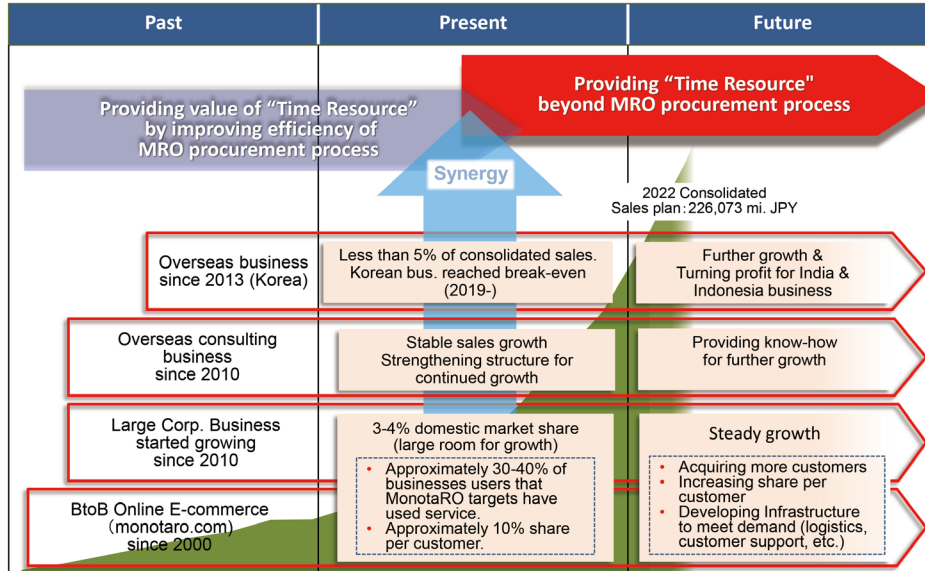 Past
Present
Future
Providing value of “Time Resource”
by improving efficiency of
MRO procurement process
Providing “Time Resource"
beyond MRO procurement process
Synergy
2022 Consolidated
Sales plan：226,073 mi. JPY
Overseas business
since 2013 (Korea)
Less than 5% of consolidated sales.
Korean bus. reached break-even
(2019-)
Further growth &
Turning profit for India &
Indonesia business
Overseas consulting
business
since 2010
Stable sales growth
Strengthening structure for
continued growth
Providing know-how
for further growth
Large Corp. Business
started growing
since 2010
3-4% domestic market share
(large room for growth)
Steady growth
• Approximately 30-40% of
businesses users that
MonotaRO targets have
used service.
• Approximately 10% share
per customer.
• Acquiring more customers
• Increasing share per
customer
• Developing Infrastructure
to meet demand (logistics,
customer support, etc.)
BtoB Online E-commerce
(monotaro.com)
since 2000